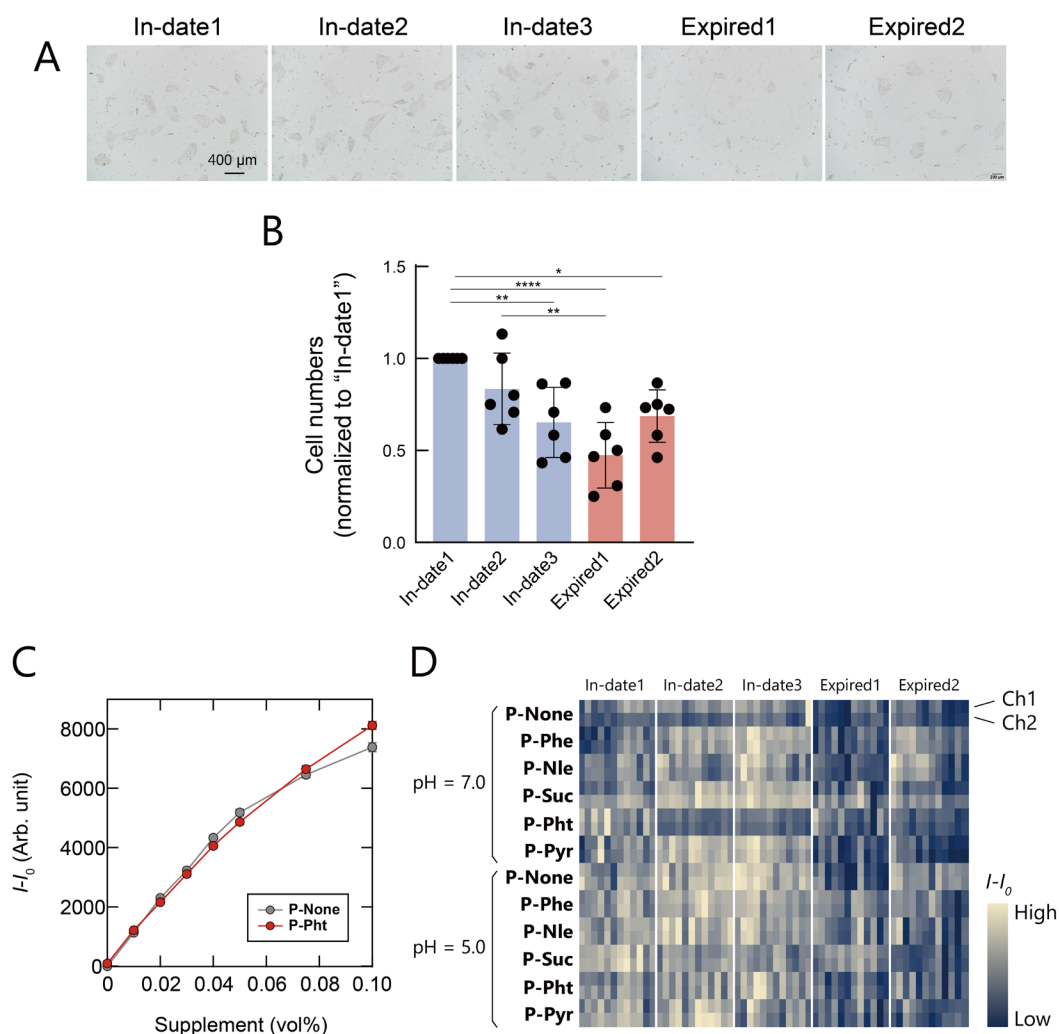 In-date1 In-date2 In-date3 Expired1 Expired2
A
400 µm
B
Cell numbers
(normalized to “In-date1”)
1.5
1.0
0.5
0.0
*
****
**
**
In-date1
In-date2
In-date3
Expired1
Expired2
C
I-I0 (Arb. unit)
8000
6000
4000
2000
0
P-None
P-Pht
0 0.02 0.04 0.06 0.08 0.10
Supplement (vol%)
D
In-date1 In-date2 In-date3 Expired1 Expired2
Ch1
Ch2
pH = 7.0
P-None
P-Phe
P-Nle
P-Suc
P-Pht
P-Pyr
pH = 5.0
P-None
P-Phe
P-Nle
P-Suc
P-Pht
P-Pyr
I-I0
High
Low